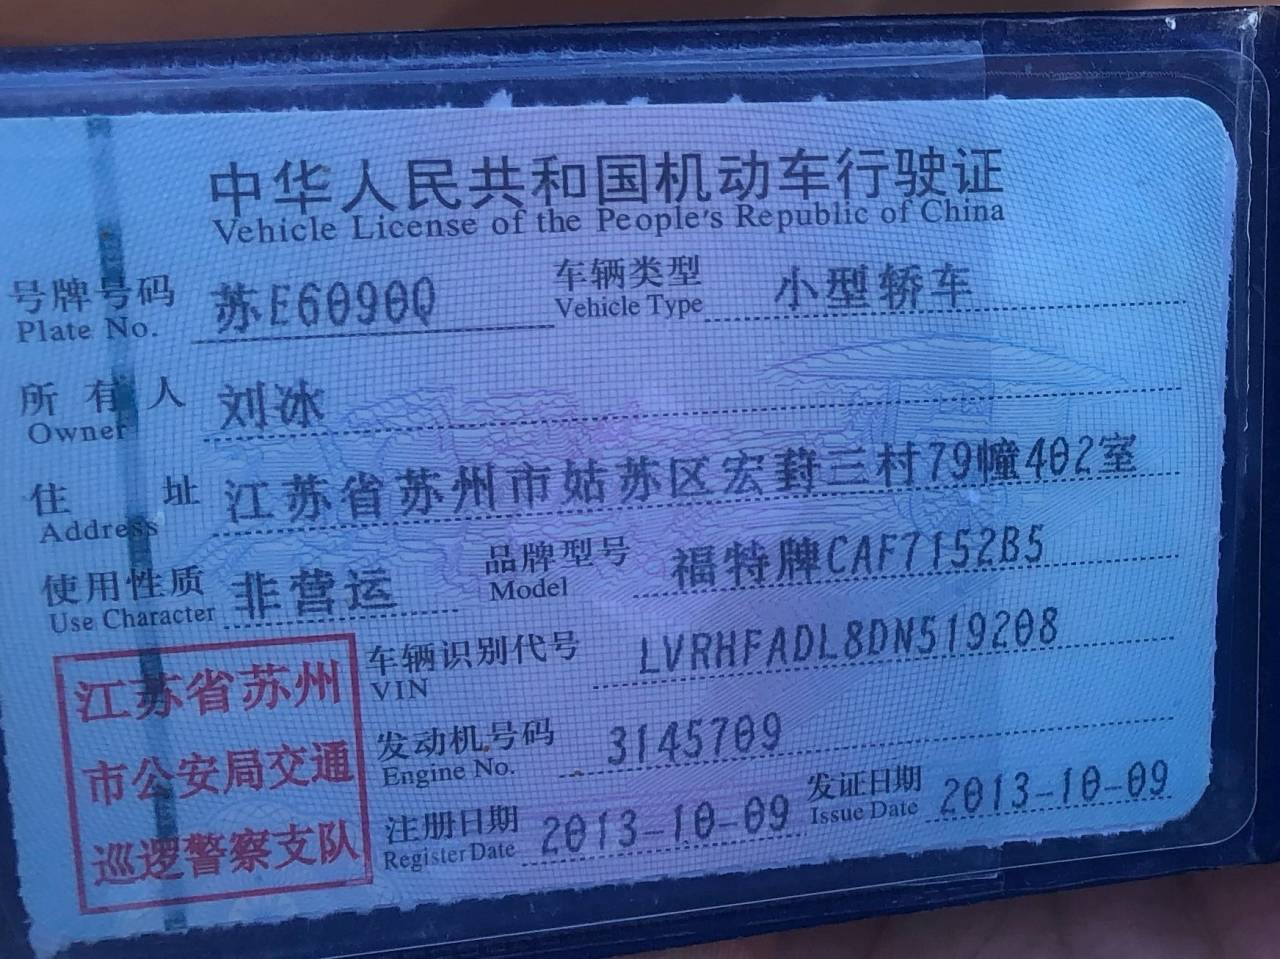 中华人民共和国机动车行驶证
Vehicle License of the People's Republic of China
号牌号码 苏E6090Q 车辆类型 小型轿车
Plate No. Vehicle Type
所有人 刘冰
Owner
住址 江苏省苏州市姑苏区宏葑三村79幢402室
Address
使用性质 非营运 品牌型号 福特牌CAF7152B5
Use Character Model
车辆识别代号 LVRHFADL8DN519208
VIN
发动机号码 3145709
Engine No.
注册日期 2013-10-09 发证日期 2013-10-09
Register Date Issue Date
江苏省苏州
市公安局交通
巡逻警察支队